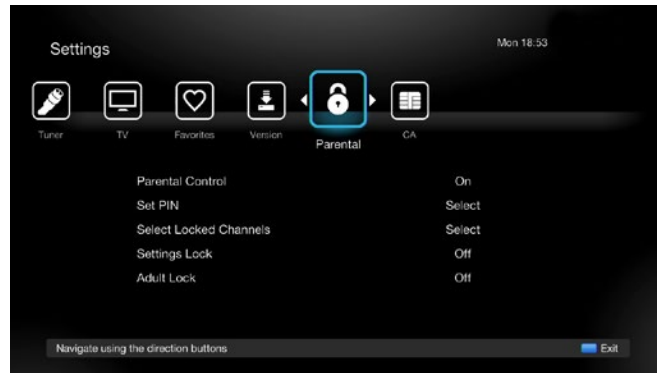 Settings
Mon 18:53
Tuner TV Favorites Version Parental CA
Parental Control On
Set PIN Select
Select Locked Channels Select
Settings Lock Off
Adult Lock Off
Navigate using the direction buttons Exit